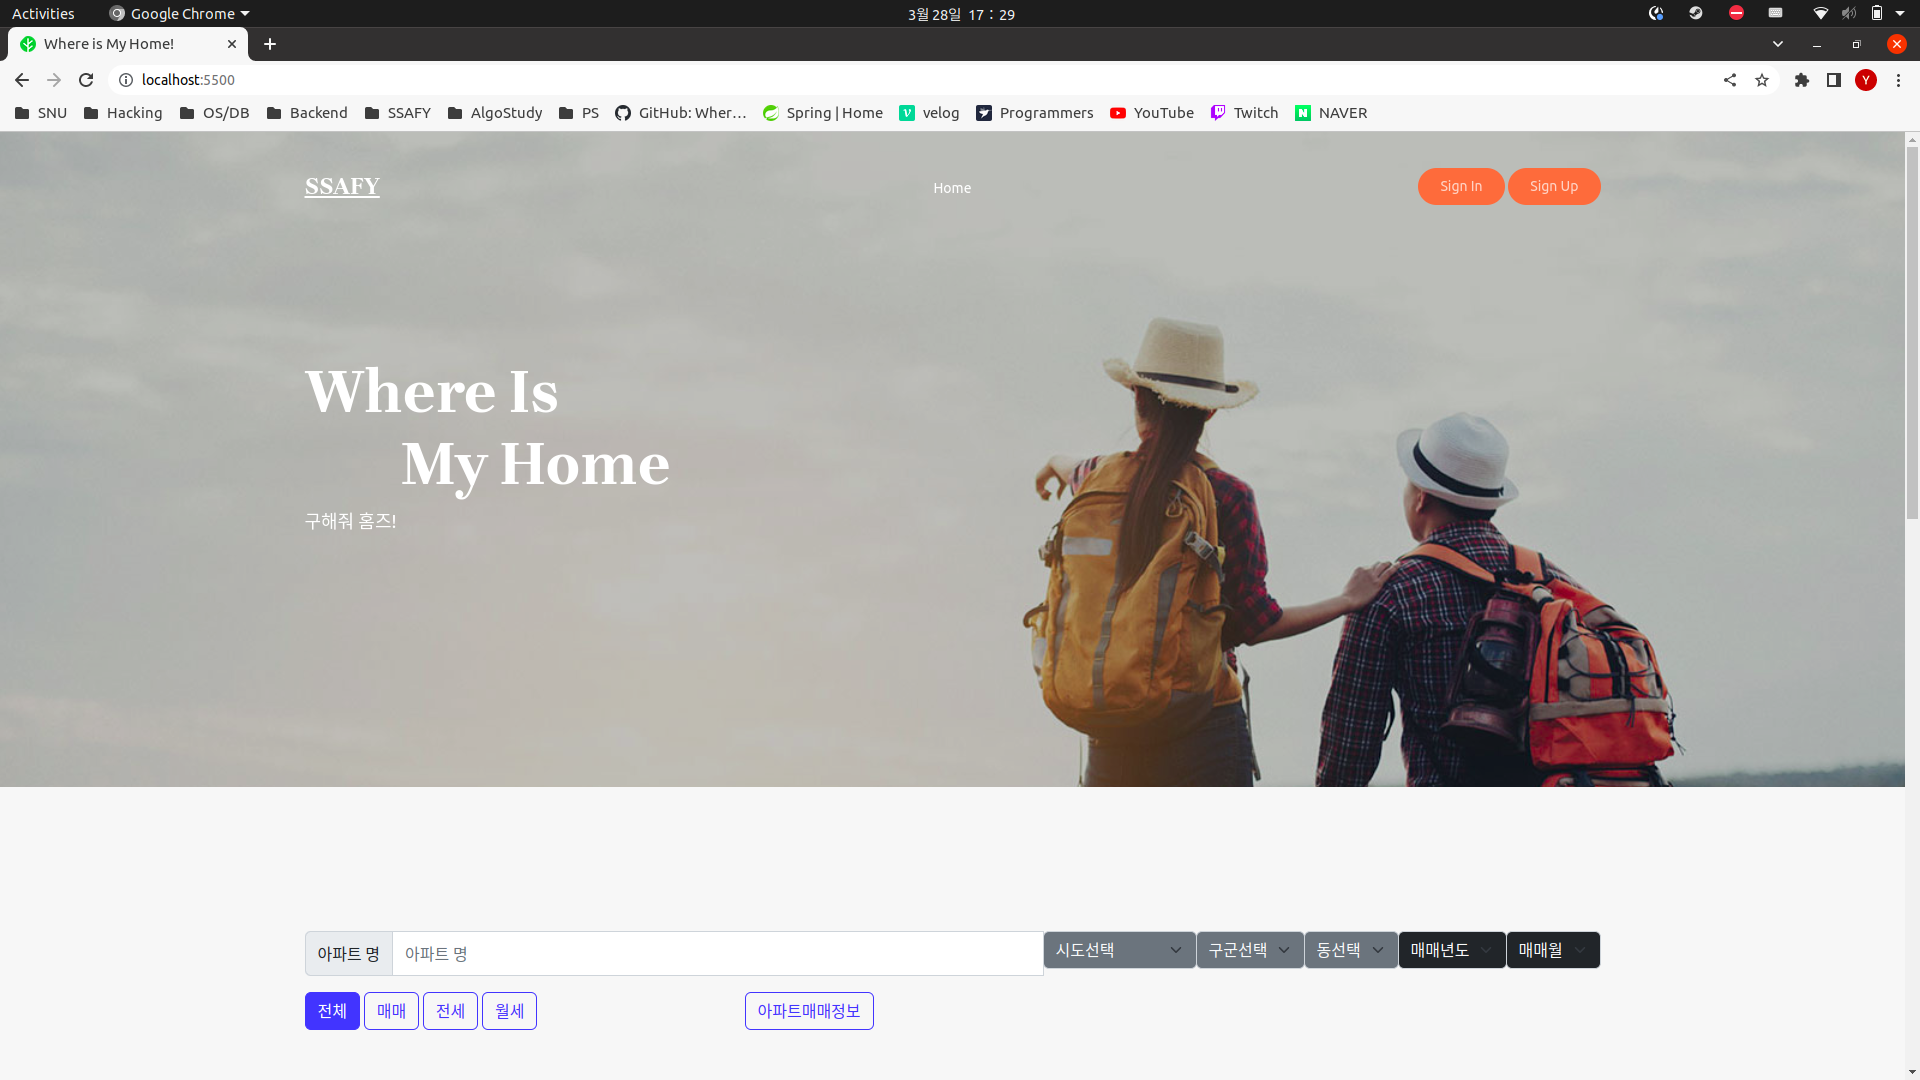 Activities Google Chrome 3월 28일 17 : 29
Where is My Home!
localhost:5500 Y
SNU Hacking OS/DB Backend SSAFY AlgoStudy PS GitHub: Wher... Spring | Home velog Programmers YouTube Twitch NAVER
SSAFY Home Sign In Sign Up
Where Is
My Home
구해줘 홈즈!
아파트 명 아파트 명 시도선택 구군선택 동선택 매매년도 매매월
전체 매매 전세 월세 아파트매매정보